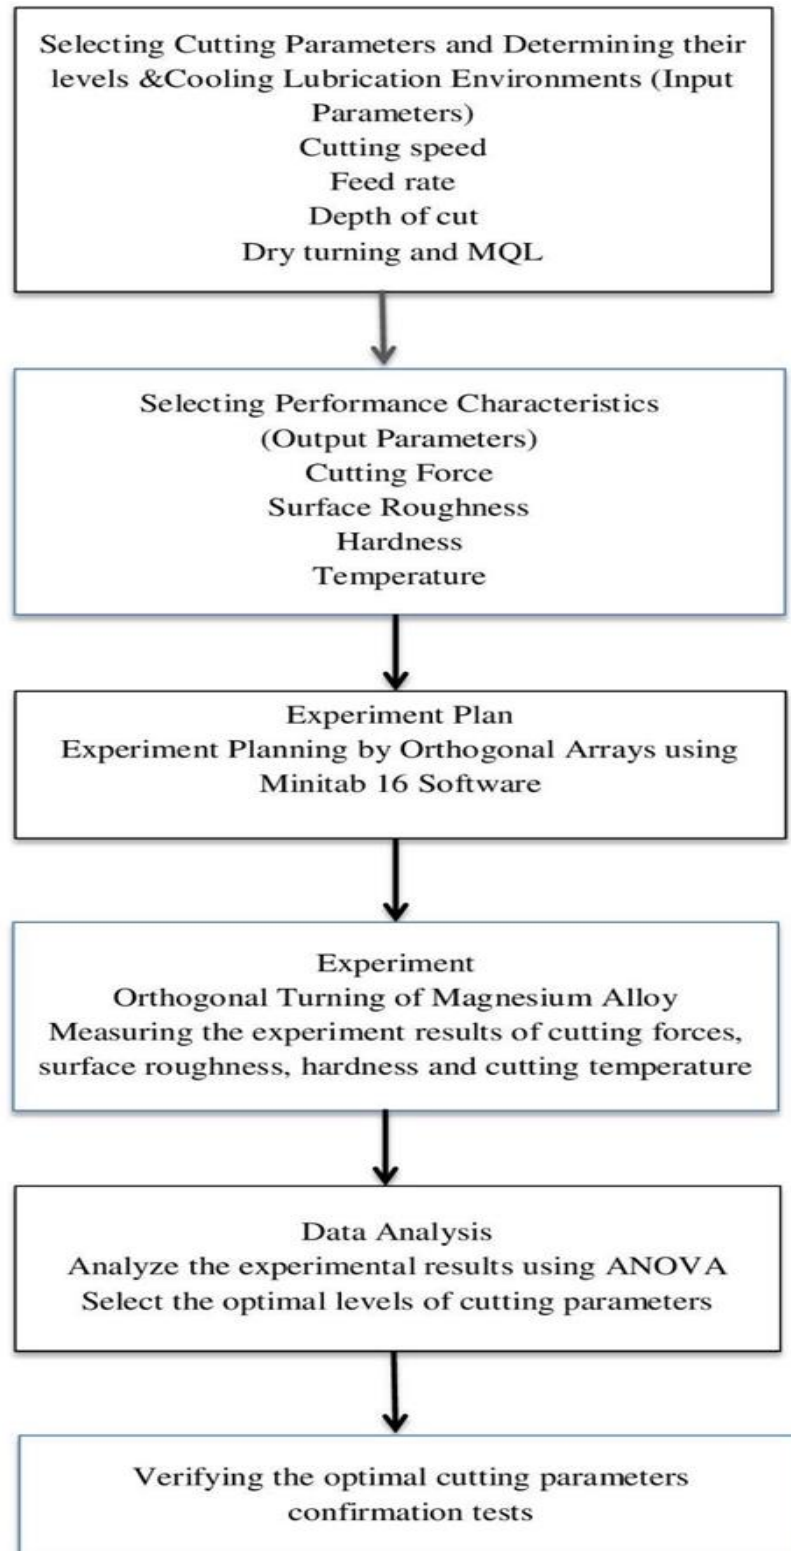 Selecting Cutting Parameters and Determining their
levels &Cooling Lubrication Environments (Input
Parameters)
Cutting speed
Feed rate
Depth of cut
Dry turning and MQL
Selecting Performance Characteristics
(Output Parameters)
Cutting Force
Surface Roughness
Hardness
Temperature
Experiment Plan
Experiment Planning by Orthogonal Arrays using
Minitab 16 Software
Experiment
Orthogonal Turning of Magnesium Alloy
Measuring the experiment results of cutting forces,
surface roughness, hardness and cutting temperature
Data Analysis
Analyze the experimental results using ANOVA
Select the optimal levels of cutting parameters
Verifying the optimal cutting parameters
confirmation tests